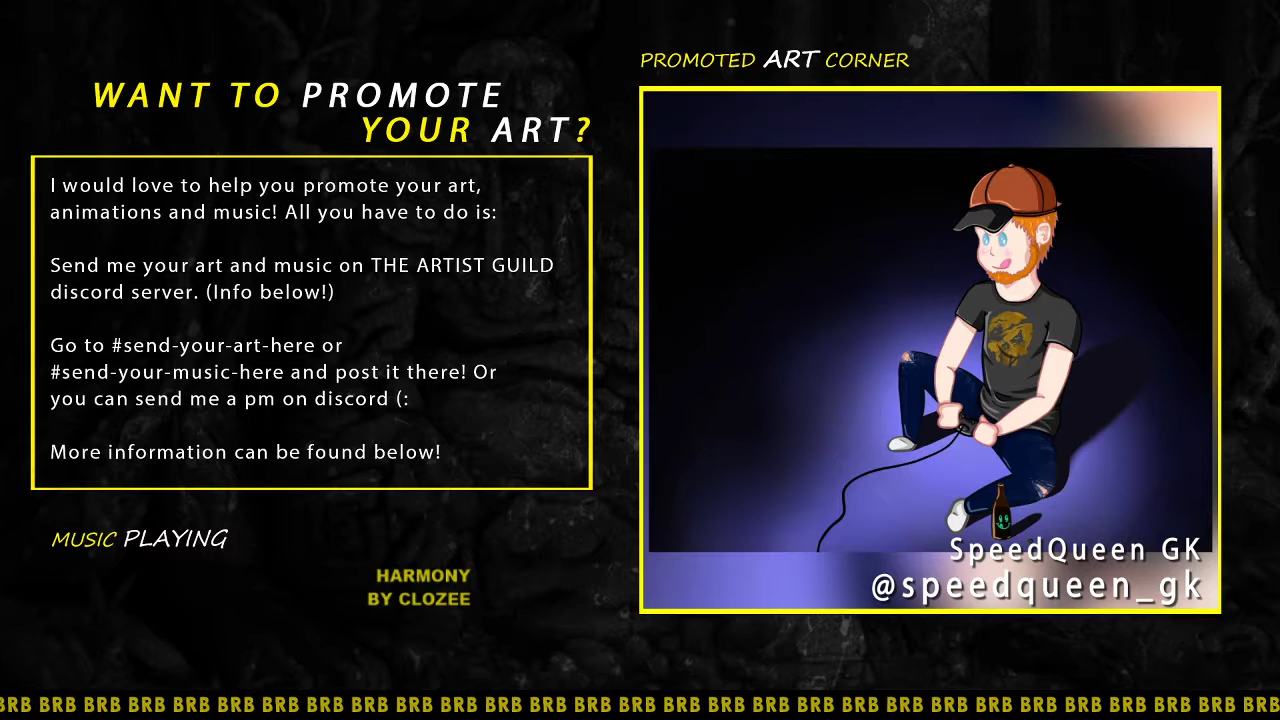 WANT TO PROMOTE
YOUR ART?
I would love to help you promote your art,
animations and music! All you have to do is:
Send me your art and music on THE ARTIST GUILD
discord server. (Info below!)
Go to #send-your-art-here or
#send-your-music-here and post it there! Or
you can send me a pm on discord (:
More information can be found below!
MUSIC PLAYING
HARMONY
BY CLOZEE
PROMOTED ART CORNER
SpeedQueen GK
@speedqueen_gk
BRB BRB BRB BRB BRB BRB BRB BRB BRB BRB BRB BRB BRB BRB BRB BRB BRB BRB BRB BRB BRB BRB BRB BRB BRB BRB BRB BRB BRB